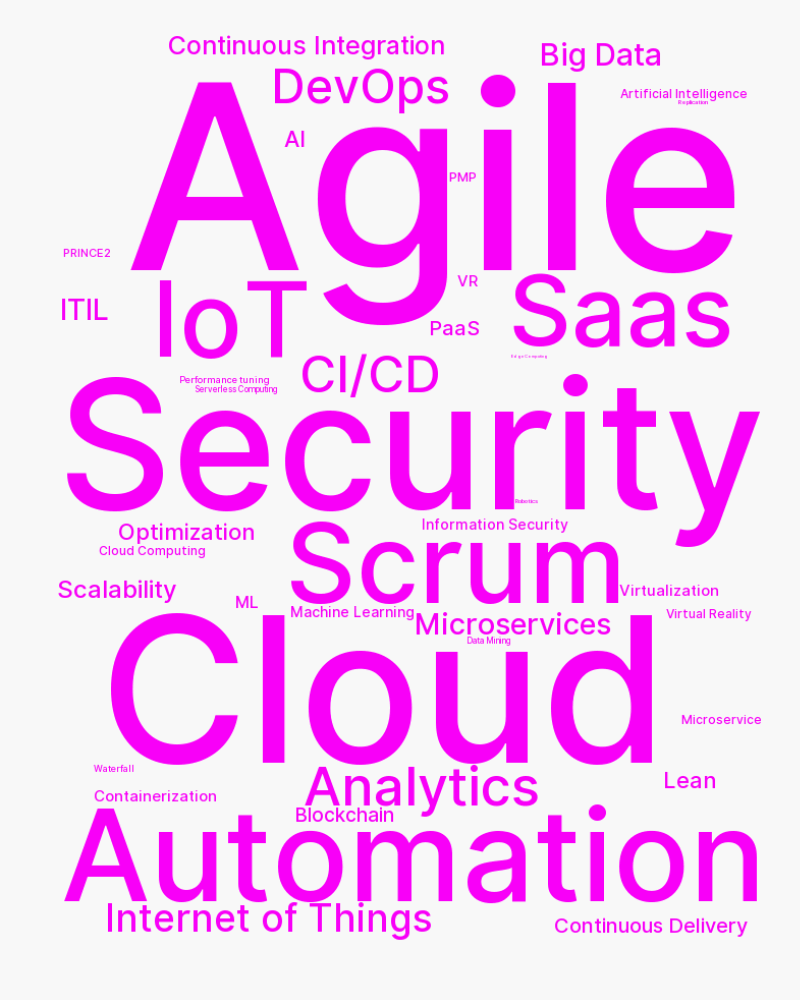 Continuous Integration
Big Data
DevOps
Artificial Intelligence
Replication
Agile
AI
PMP
PRINCE2
VR
IoT
Saas
ITIL
PaaS
Edge Computing
CI/CD
Performance tuning
Serverless Computing
Security
Robotics
Information Security
Optimization
Cloud Computing
Scrum
Scalability
Virtualization
ML
Machine Learning
Virtual Reality
Microservices
Data Mining
Cloud
Microservice
Waterfall
Analytics
Lean
Containerization
Blockchain
Automation
Internet of Things
Continuous Delivery